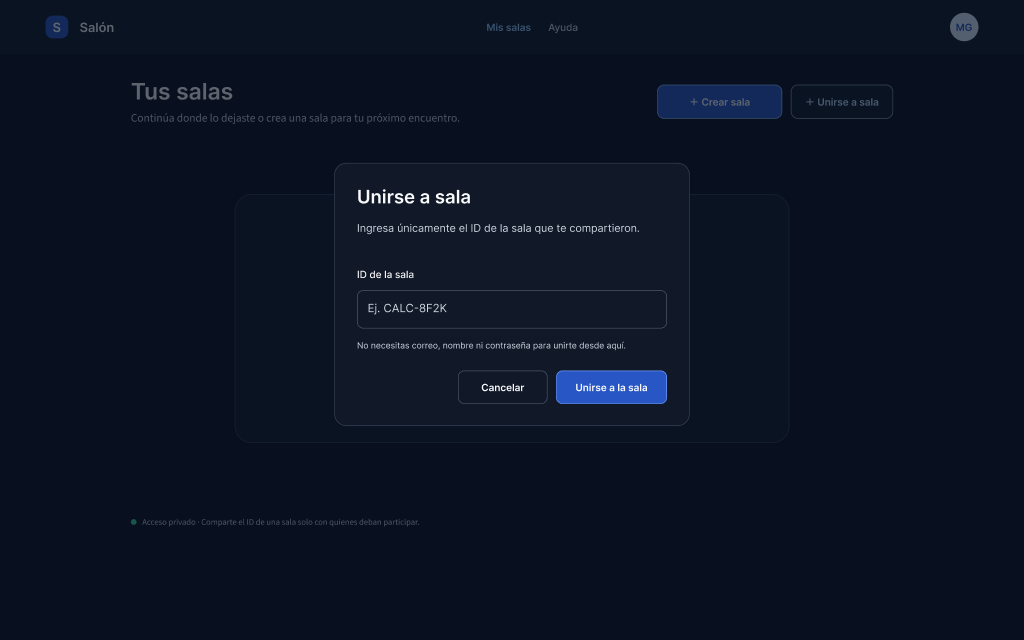 S Salón
Mis salas Ayuda
MG
Tus salas
Continúa donde lo dejaste o crea una sala para tu próximo encuentro.
+ Crear sala
+ Unirse a sala
Unirse a sala
Ingresa únicamente el ID de la sala que te compartieron.
ID de la sala
Ej. CALC-8F2K
No necesitas correo, nombre ni contraseña para unirte desde aquí.
Cancelar
Unirse a la sala
Acceso privado · Comparte el ID de una sala solo con quienes deban participar.